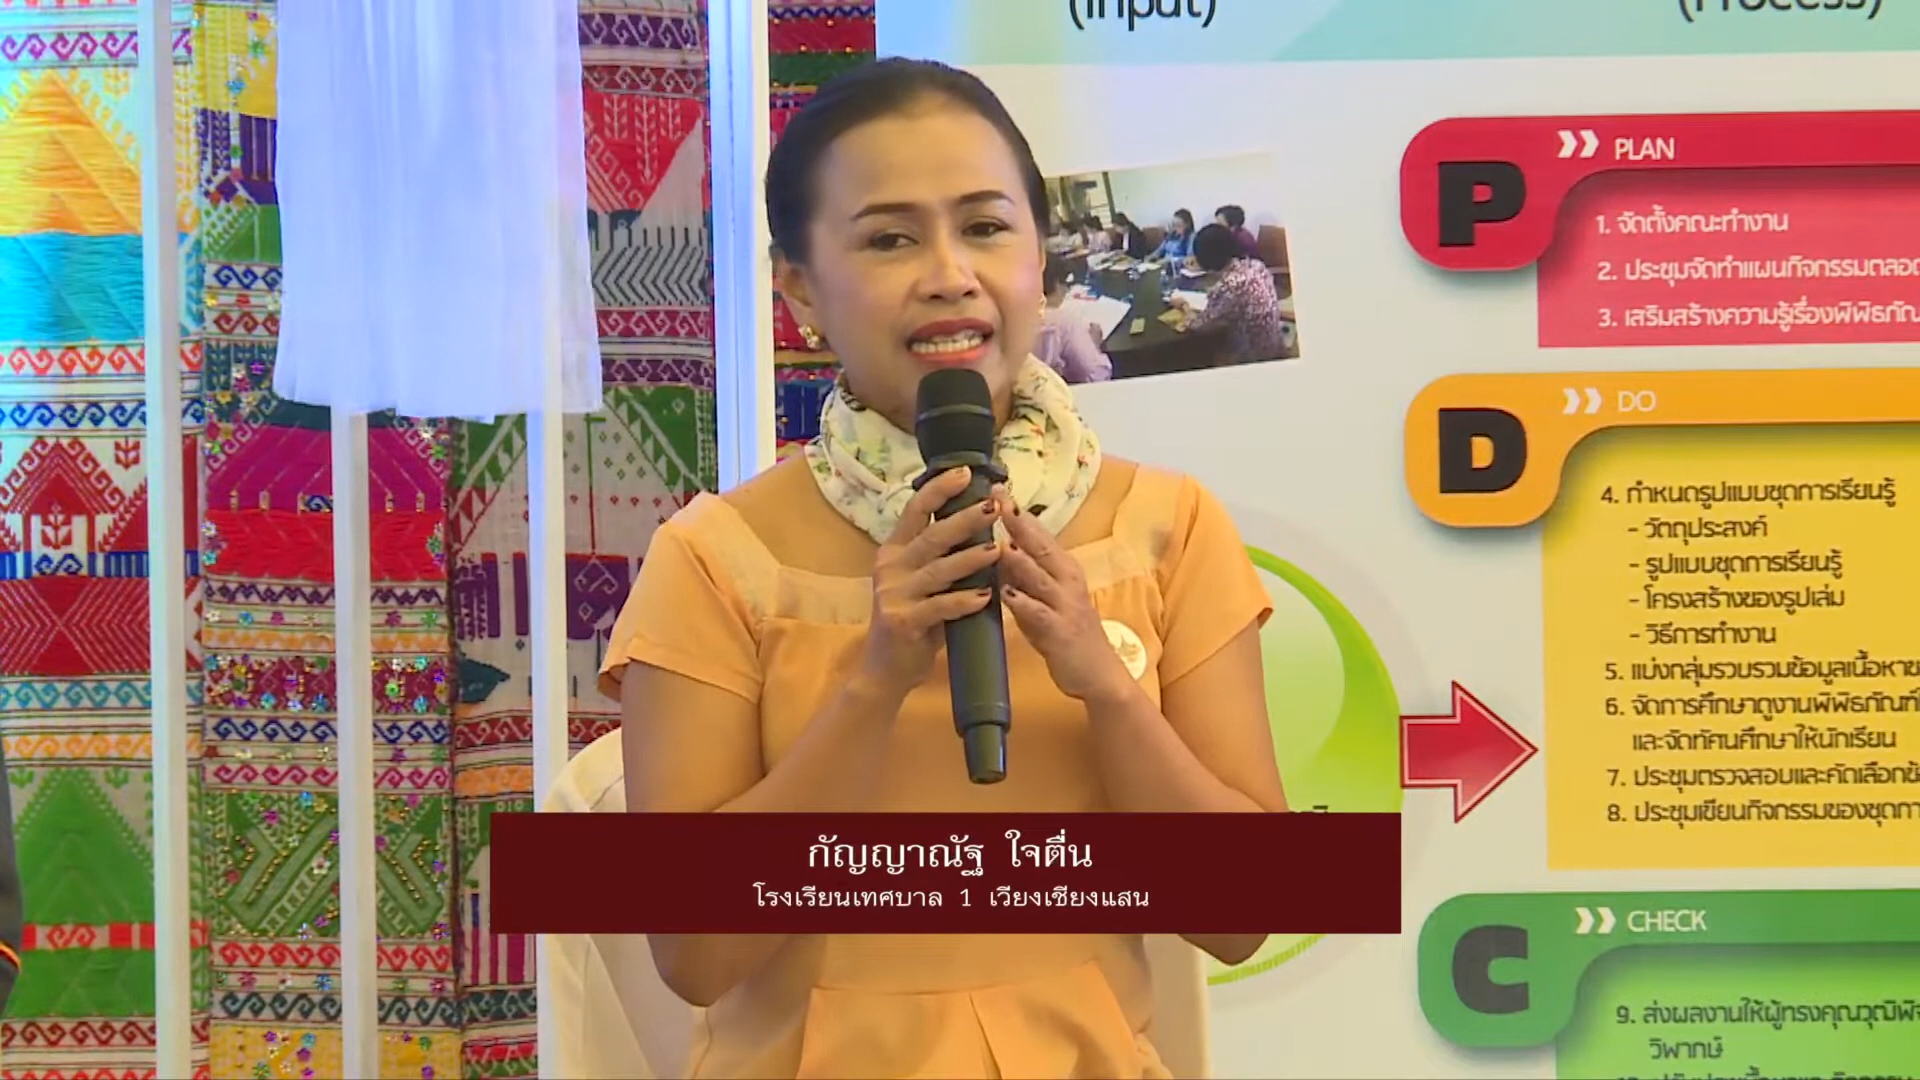 (Input)
(Process)
P
PLAN
1. จัดตั้งคณะทำงาน
2. ประชุมจัดทำแผนกิจกรรมตลอด
3. เสริมสร้างความรู้เรื่องพิพิธภัณ
D
DO
4. กำหนดรูปแบบชุดการเรียนรู้
- วัตถุประสงค์
- รูปแบบชุดการเรียนรู้
- โครงสร้างของรูปเล่ม
- วิธีการทำงาน
5. แบ่งกลุ่มรวบรวมข้อมูลเนื้อหา
6. จัดการศึกษาดูงานพิพิธภัณฑ์
และจัดทัศนศึกษาให้นักเรียน
7. ประชุมตรวจสอบและคัดเลือก
8. ประชุมเขียนกิจกรรมของชุดกา
กัญญาณัฐ ใจตื่น
โรงเรียนเทศบาล 1 เวียงเชียงแสน
C
CHECK
9. ส่งผลงานให้ผู้ทรงคุณวุฒิพิจ
วิพากษ์